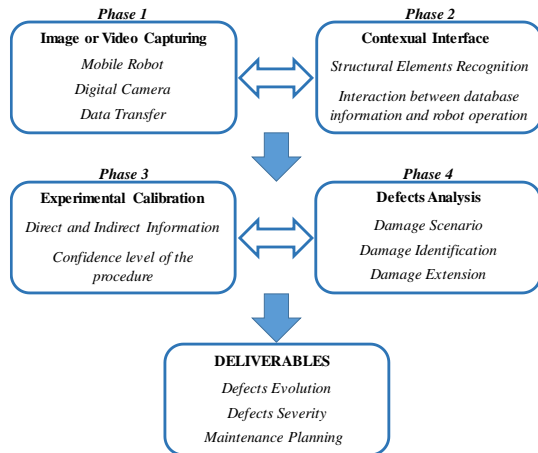 Phase 1
Image or Video Capturing
Mobile Robot
Digital Camera
Data Transfer
Phase 2
Contexual Interface
Structural Elements Recognition
Interaction between database
information and robot operation
Phase 3
Experimental Calibration
Direct and Indirect Information
Confidence level of the
procedure
Phase 4
Defects Analysis
Damage Scenario
Damage Identification
Damage Extension
DELIVERABLES
Defects Evolution
Defects Severity
Maintenance Planning